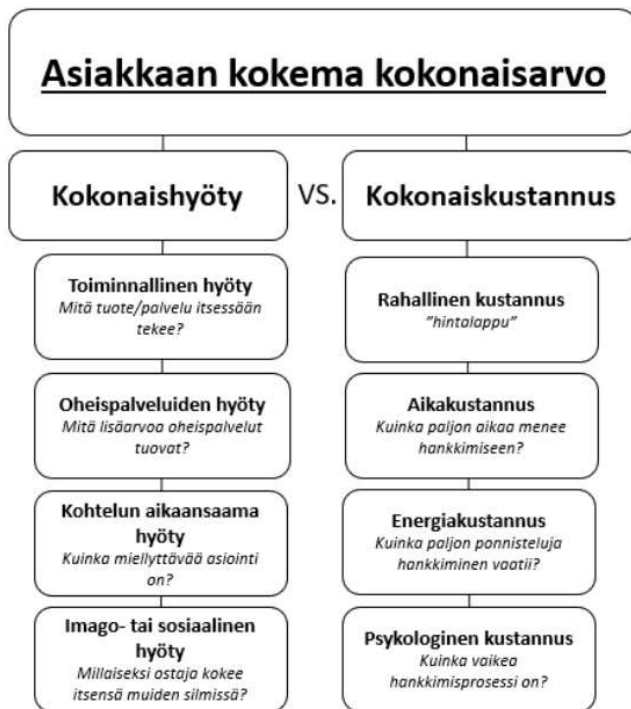 Asiakkaan kokema kokonaisarvo
Kokonaishyöty
VS.
Kokonaiskustannus
Toiminnallinen hyöty
Mitä tuote/palvelu itsessään
tekee?
Oheispalveluiden hyöty
Mitä lisäarvoa oheispalvelut
tuovat?
Kohtelun aikaansaama
hyöty
Kuinka miellyttävää asiointi
on?
Imago- tai sosiaalinen
hyöty
Millaiseksi ostaja kokee
itsensä muiden silmissä?
Rahallinen kustannus
"hintalappu"
Aikakustannus
Kuinka paljon aikaa menee
hankkimiseen?
Energiakustannus
Kuinka paljon ponnisteluja
hankkiminen vaatii?
Psykologinen kustannus
Kuinka vaikea
hankkimisprosessi on?